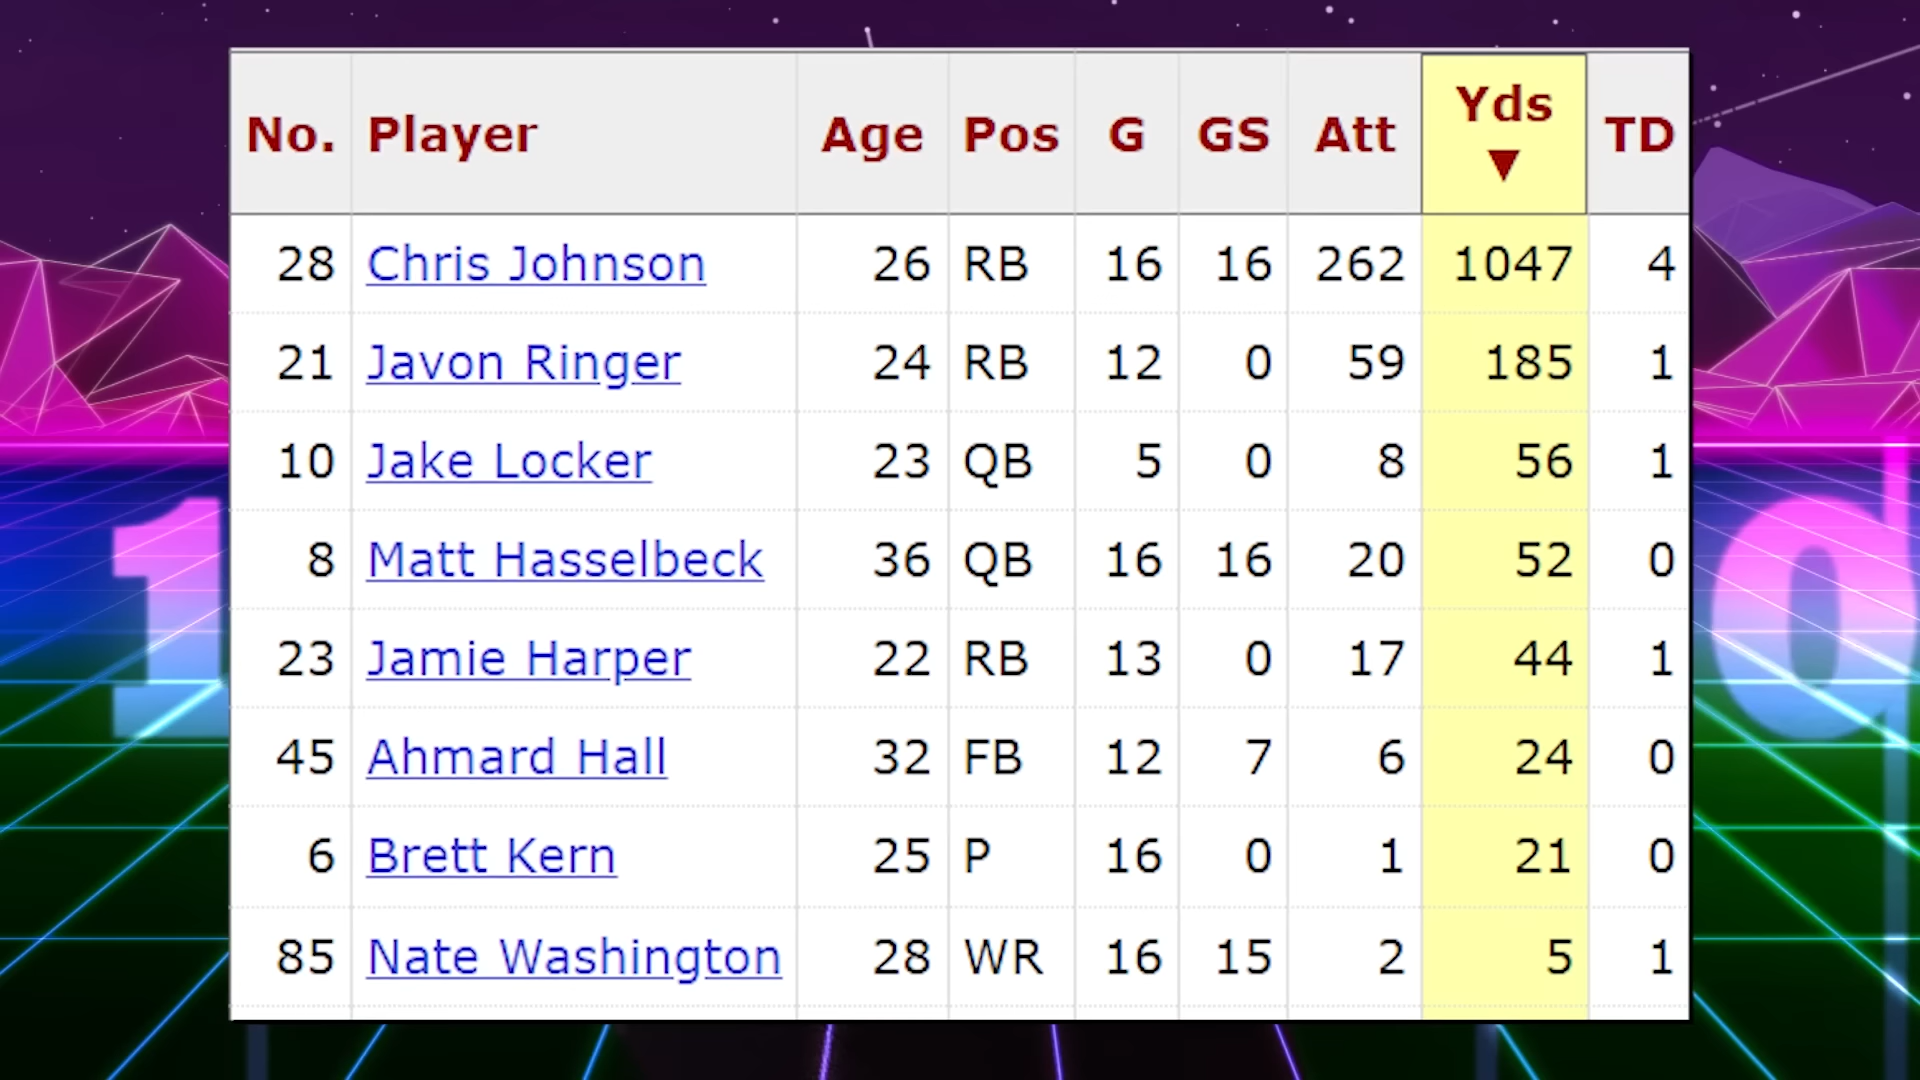 No. Player Age Pos G GS Att Yds ▼ TD
28 Chris Johnson 26 RB 16 16 262 1047 4
21 Javon Ringer 24 RB 12 0 59 185 1
10 Jake Locker 23 QB 5 0 8 56 1
8 Matt Hasselbeck 36 QB 16 16 20 52 0
23 Jamie Harper 22 RB 13 0 17 44 1
45 Ahmard Hall 32 FB 12 7 6 24 0
6 Brett Kern 25 P 16 0 1 21 0
85 Nate Washington 28 WR 16 15 2 5 1
1 d